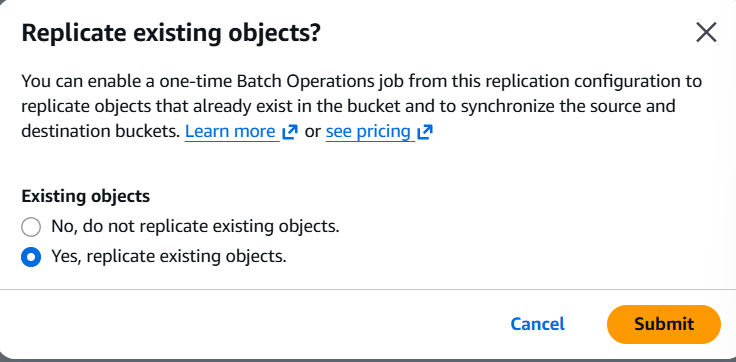 Replicate existing objects?
You can enable a one-time Batch Operations job from this replication configuration to
replicate objects that already exist in the bucket and to synchronize the source and
destination buckets. Learn more or see pricing
Existing objects
No, do not replicate existing objects.
Yes, replicate existing objects.
Cancel Submit